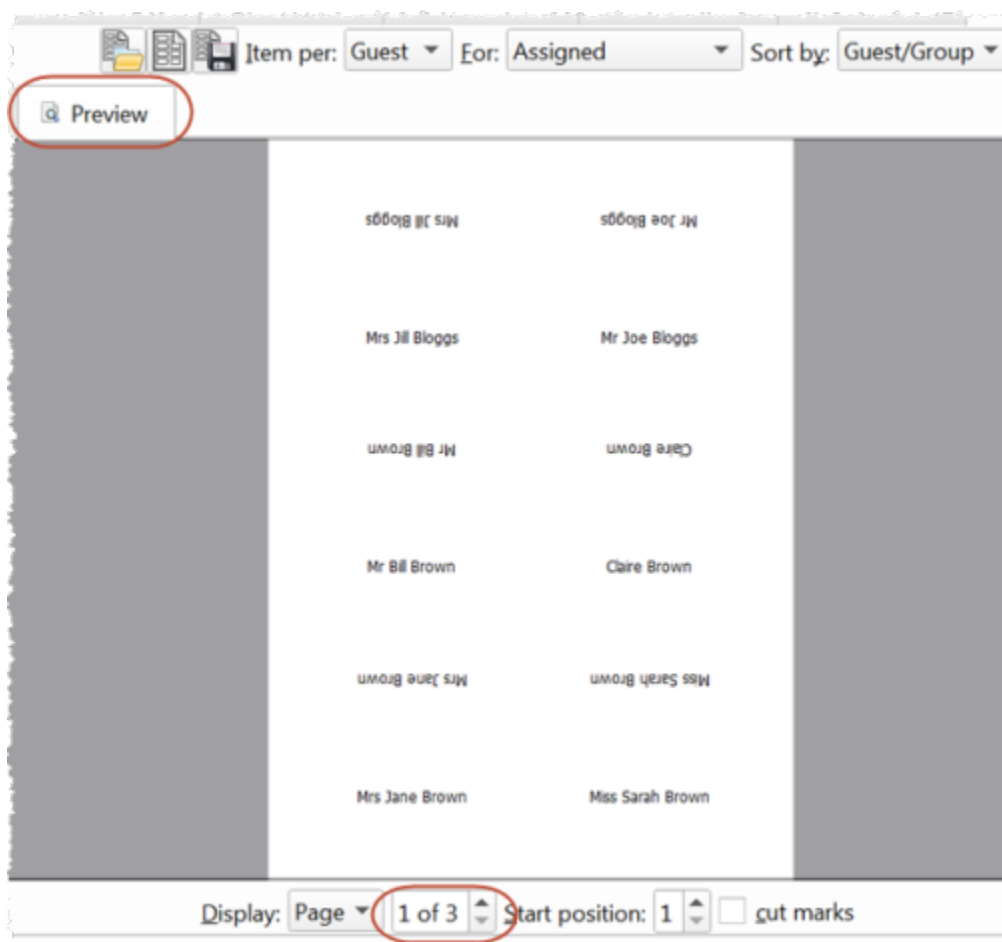 Item per: Guest For: Assigned Sort by: Guest/Group
Preview
Mrs Jill Bloggs Mr Joe Bloggs
Mrs Jill Bloggs Mr Joe Bloggs
Mr Bill Brown Claire Brown
Mr Bill Brown Claire Brown
Mrs Jane Brown Miss Sarah Brown
Mrs Jane Brown Miss Sarah Brown
Display: Page 1 of 3 Start position: 1 cut marks